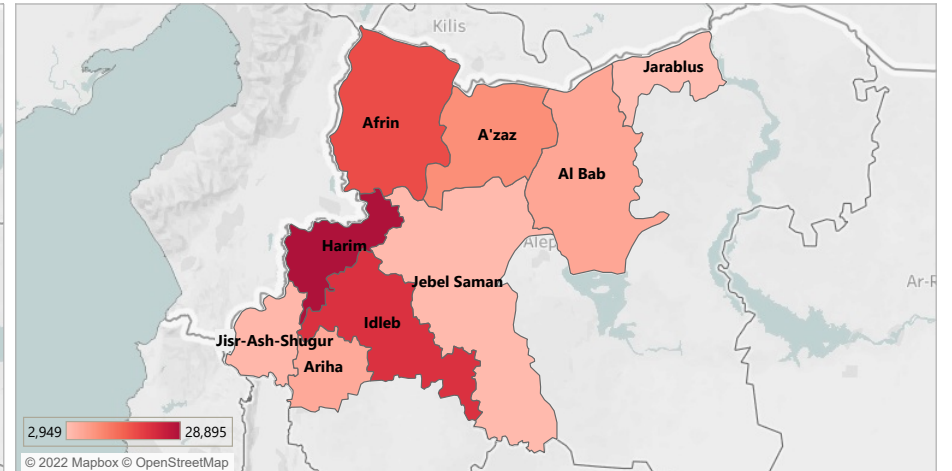 Kilis
Jarablus
Afrin
A'zaz
Al Bab
Harim
Alep
Jebel Saman
Ar-R
Idleb
Jisr-Ash-Shugur
Ariha
2,949 28,895
© 2022 Mapbox © OpenStreetMap